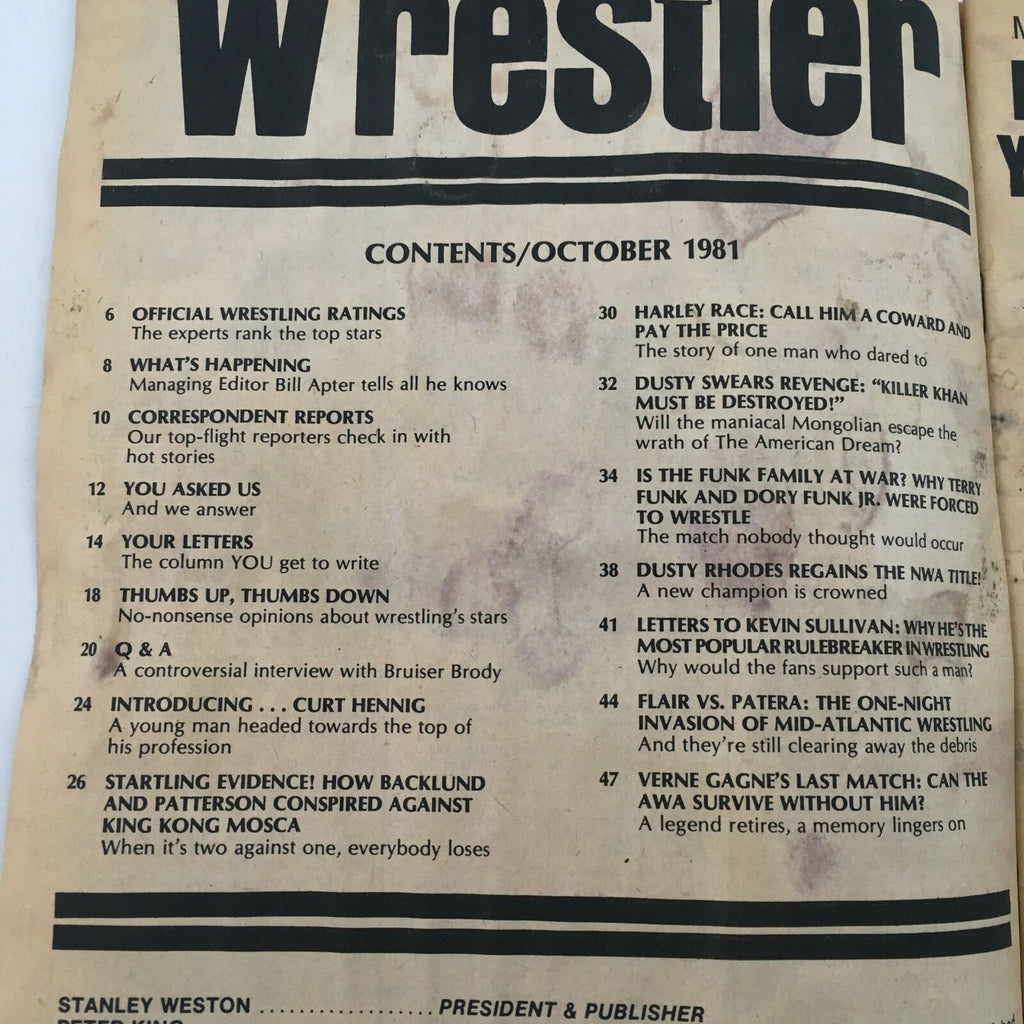 Wrestler
CONTENTS/OCTOBER 1981
6 OFFICIAL WRESTLING RATINGS
The experts rank the top stars
8 WHAT'S HAPPENING
Managing Editor Bill Apter tells all he knows
10 CORRESPONDENT REPORTS
Our top-flight reporters check in with
hot stories
12 YOU ASKED US
And we answer
14 YOUR LETTERS
The column YOU get to write
18 THUMBS UP, THUMBS DOWN
No-nonsense opinions about wrestling's stars
20 Q & A
A controversial interview with Bruiser Brody
24 INTRODUCING . . . CURT HENNIG
A young man headed towards the top of
his profession
26 STARTLING EVIDENCE! HOW BACKLUND
AND PATTERSON CONSPIRED AGAINST
KING KONG MOSCA
When it's two against one, everybody loses
30 HARLEY RACE: CALL HIM A COWARD AND
PAY THE PRICE
The story of one man who dared to
32 DUSTY SWEARS REVENGE: "KILLER KHAN
MUST BE DESTROYED!"
Will the maniacal Mongolian escape the
wrath of The American Dream?
34 IS THE FUNK FAMILY AT WAR? WHY TERRY
FUNK AND DORY FUNK JR. WERE FORCED
TO WRESTLE
The match nobody thought would occur
38 DUSTY RHODES REGAINS THE NWA TITLE!
A new champion is crowned
41 LETTERS TO KEVIN SULLIVAN: WHY HE'S THE
MOST POPULAR RULEBREAKER IN WRESTLING
Why would the fans support such a man?
44 FLAIR VS. PATERA: THE ONE-NIGHT
INVASION OF MID-ATLANTIC WRESTLING
And they're still clearing away the debris
47 VERNE GAGNE'S LAST MATCH: CAN THE
AWA SURVIVE WITHOUT HIM?
A legend retires, a memory lingers on
STANLEY WESTON .................. PRESIDENT & PUBLISHER
PETER KING